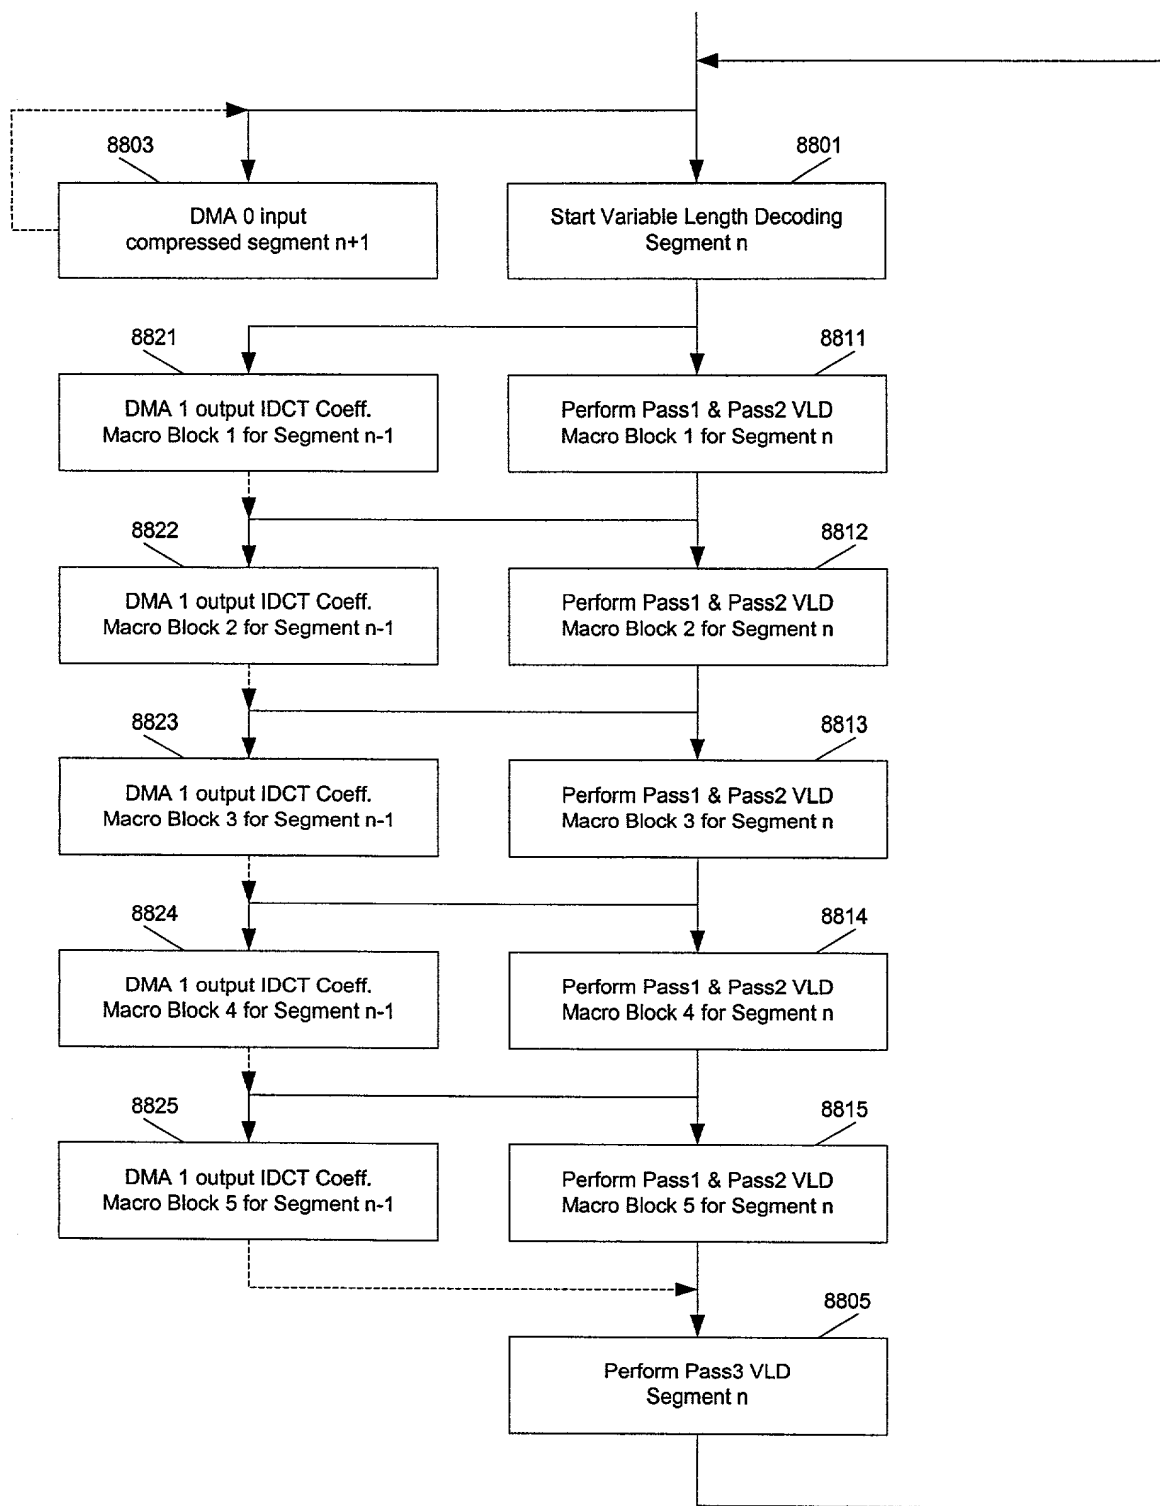 8803
8801
DMA 0 input
compressed segment n+1
Start Variable Length Decoding
Segment n
8821
8811
DMA 1 output IDCT Coeff.
Macro Block 1 for Segment n-1
Perform Pass1 & Pass2 VLD
Macro Block 1 for Segment n
8822
8812
DMA 1 output IDCT Coeff.
Macro Block 2 for Segment n-1
Perform Pass1 & Pass2 VLD
Macro Block 2 for Segment n
8823
8813
DMA 1 output IDCT Coeff.
Macro Block 3 for Segment n-1
Perform Pass1 & Pass2 VLD
Macro Block 3 for Segment n
8824
8814
DMA 1 output IDCT Coeff.
Macro Block 4 for Segment n-1
Perform Pass1 & Pass2 VLD
Macro Block 4 for Segment n
8825
8815
DMA 1 output IDCT Coeff.
Macro Block 5 for Segment n-1
Perform Pass1 & Pass2 VLD
Macro Block 5 for Segment n
8805
Perform Pass3 VLD
Segment n